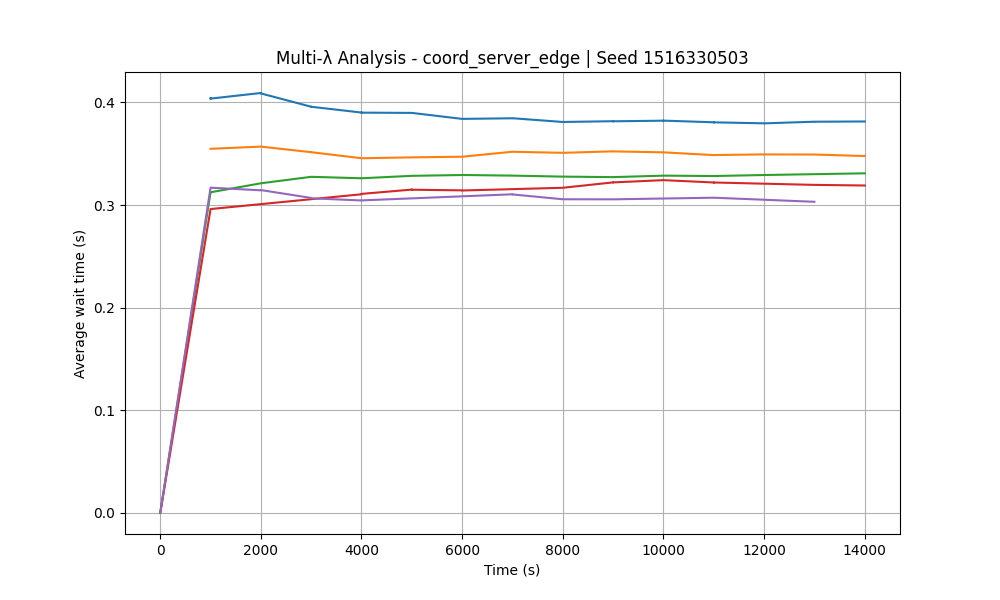 Multi-λ Analysis - coord_server_edge | Seed 1516330503
0.4
0.3
0.2
0.1
0.0
Average wait time (s)
0 2000 4000 6000 8000 10000 12000 14000
Time (s)